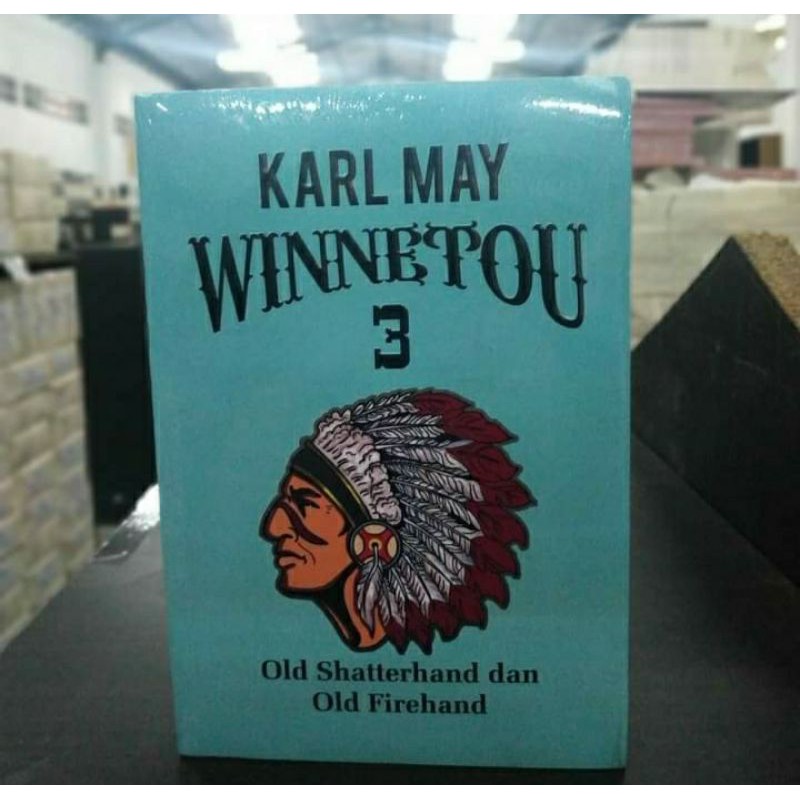 KARL MAY
WINNETOU
3
Old Shatterhand dan
Old Firehand